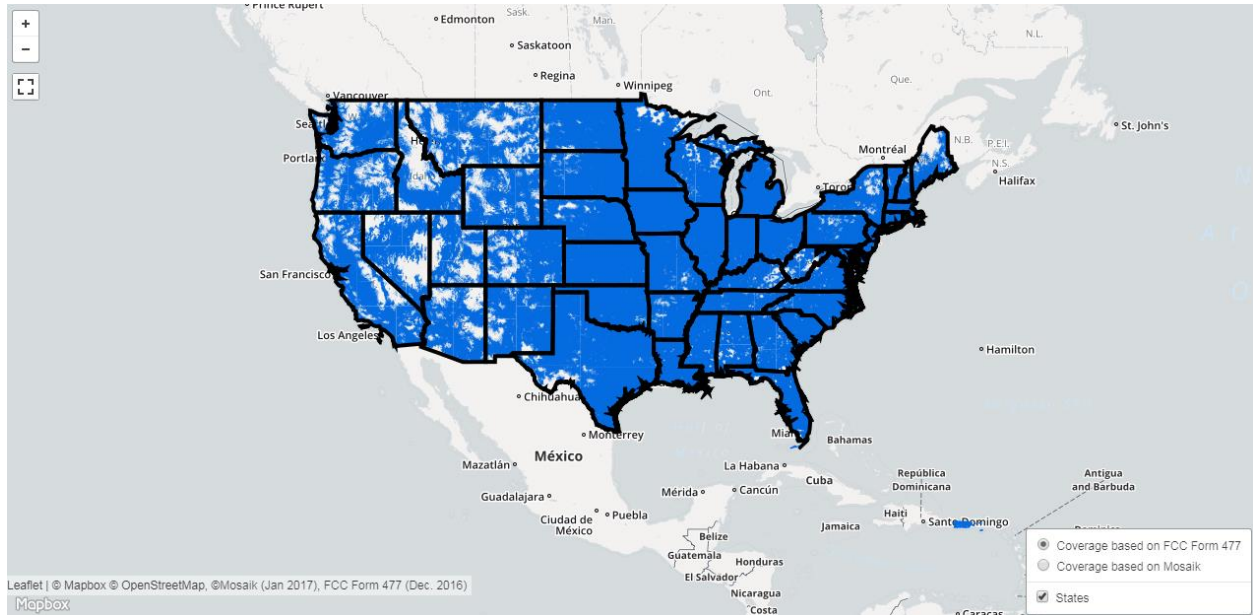 Prince Rupert
Edmonton
Sask.
Man.
Saskatoon
N.L.
Regina
Winnipeg
Ont.
Que.
Vancouver
St. John's
N.B.
P.E.I.
Montréal
N.S.
Halifax
Portlan
Toron
San Francisco
Los Angeles
Hamilton
Chihuahua
Monterrey
Miami
Bahamas
México
Mazatlán
La Habana
Cuba
República
Dominicana
Antigua
and Barbuda
Guadalajara
Mérida
Cancún
Haiti
Santo Domingo
Ciudad de
México
Puebla
Jamaica
Belize
Guatemala
Honduras
El Salvador
Nicaragua
Costa
Caracas
Coverage based on FCC Form 477
Coverage based on Mosaik
States
Leaflet | © Mapbox © OpenStreetMap, ©Mosaik (Jan 2017), FCC Form 477 (Dec. 2016)
Mapbox